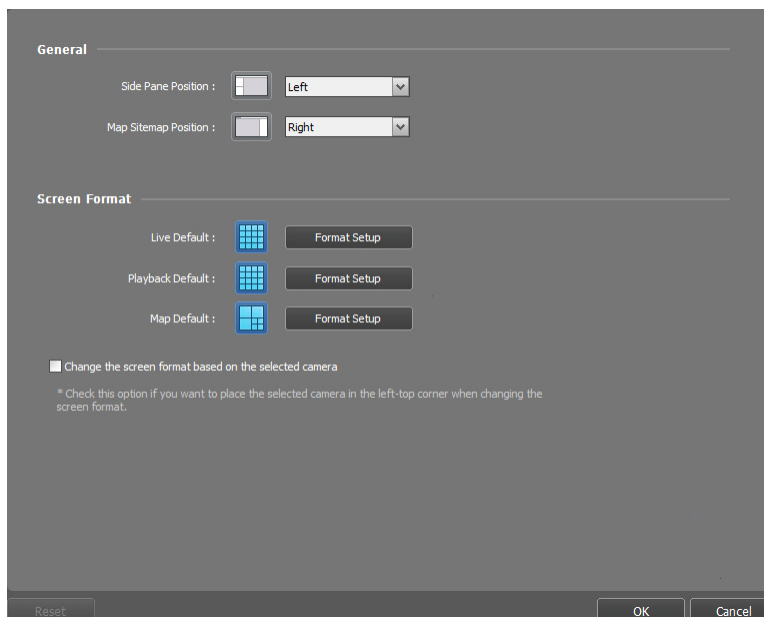 General
Side Pane Position :
Left
Map Sitemap Position :
Right
Screen Format
Live Default :
Format Setup
Playback Default :
Format Setup
Map Default :
Format Setup
Change the screen format based on the selected camera
* Check this option if you want to place the selected camera in the left-top corner when changing the
screen format.
Reset
OK
Cancel